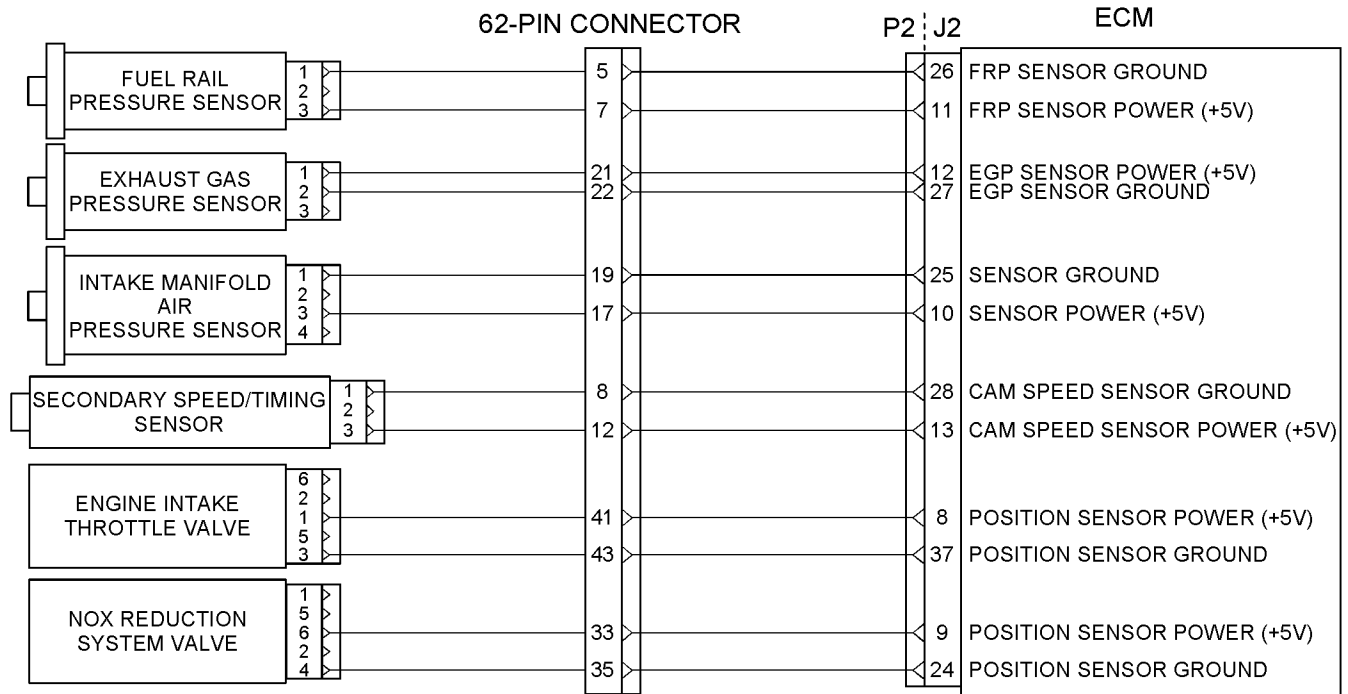 62-PIN CONNECTOR
P2 J2
ECM
FUEL RAIL
PRESSURE SENSOR
1
2
3
5
7
26 FRP SENSOR GROUND
11 FRP SENSOR POWER (+5V)
EXHAUST GAS
PRESSURE SENSOR
1
2
3
21
22
12 EGP SENSOR POWER (+5V)
27 EGP SENSOR GROUND
INTAKE MANIFOLD
AIR
PRESSURE SENSOR
1
2
3
4
19
17
25 SENSOR GROUND
10 SENSOR POWER (+5V)
SECONDARY SPEED/TIMING
SENSOR
1
2
3
8
12
28 CAM SPEED SENSOR GROUND
13 CAM SPEED SENSOR POWER (+5V)
ENGINE INTAKE
THROTTLE VALVE
6
2
1
5
3
41
43
8 POSITION SENSOR POWER (+5V)
37 POSITION SENSOR GROUND
NOX REDUCTION
SYSTEM VALVE
1
5
6
2
4
33
35
9 POSITION SENSOR POWER (+5V)
24 POSITION SENSOR GROUND